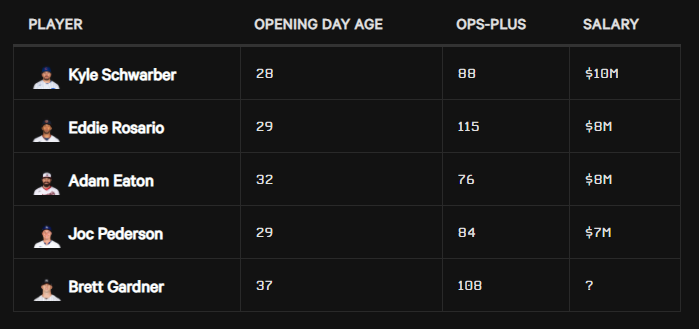 PLAYER OPENING DAY AGE OPS-PLUS SALARY
Kyle Schwarber 28 88 $10M
Eddie Rosario 29 115 $8M
Adam Eaton 32 76 $8M
Joc Pederson 29 84 $7M
Brett Gardner 37 108 ?